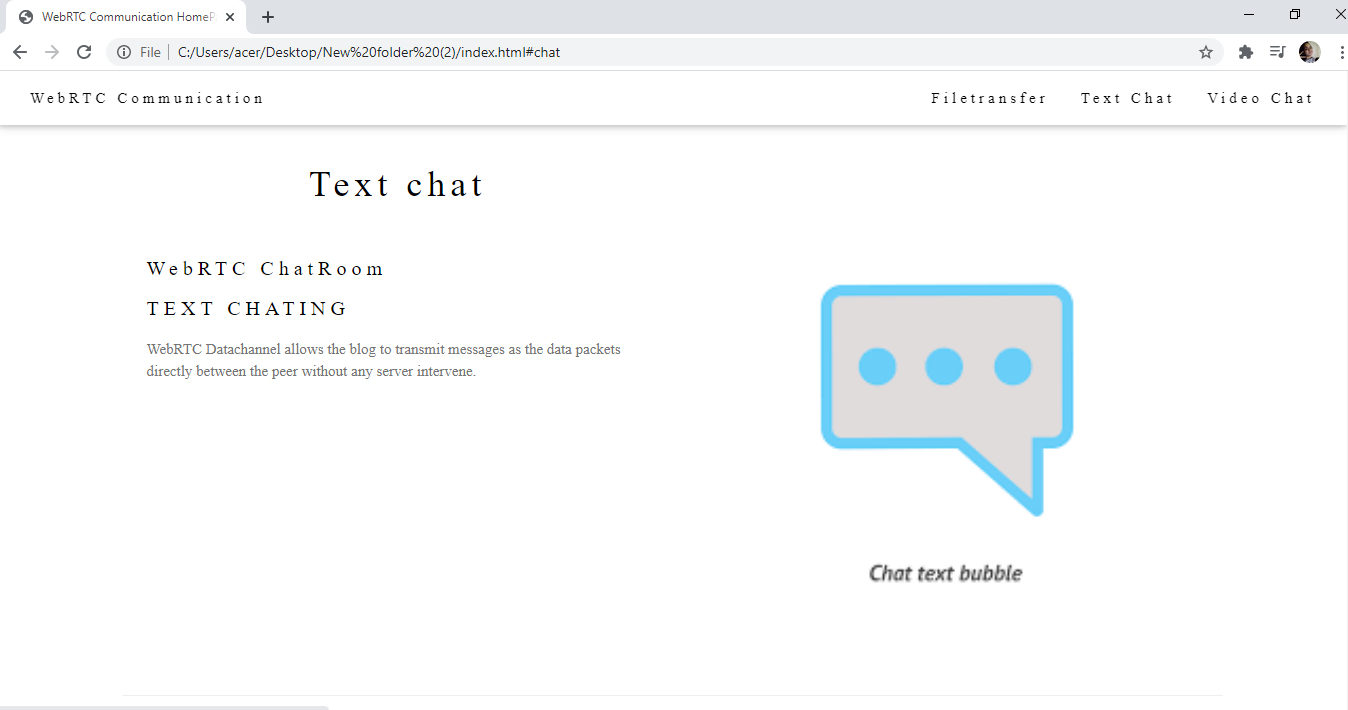 WebRTC Communication HomeP
File
C:/Users/acer/Desktop/New%20folder%20(2)/index.html#chat
WebRTC Communication
Filetransfer
Text Chat
Video Chat
Text chat
WebRTC ChatRoom
TEXT CHATING
WebRTC Datachannel allows the blog to transmit messages as the data packets
directly between the peer without any server intervene.
Chat text bubble